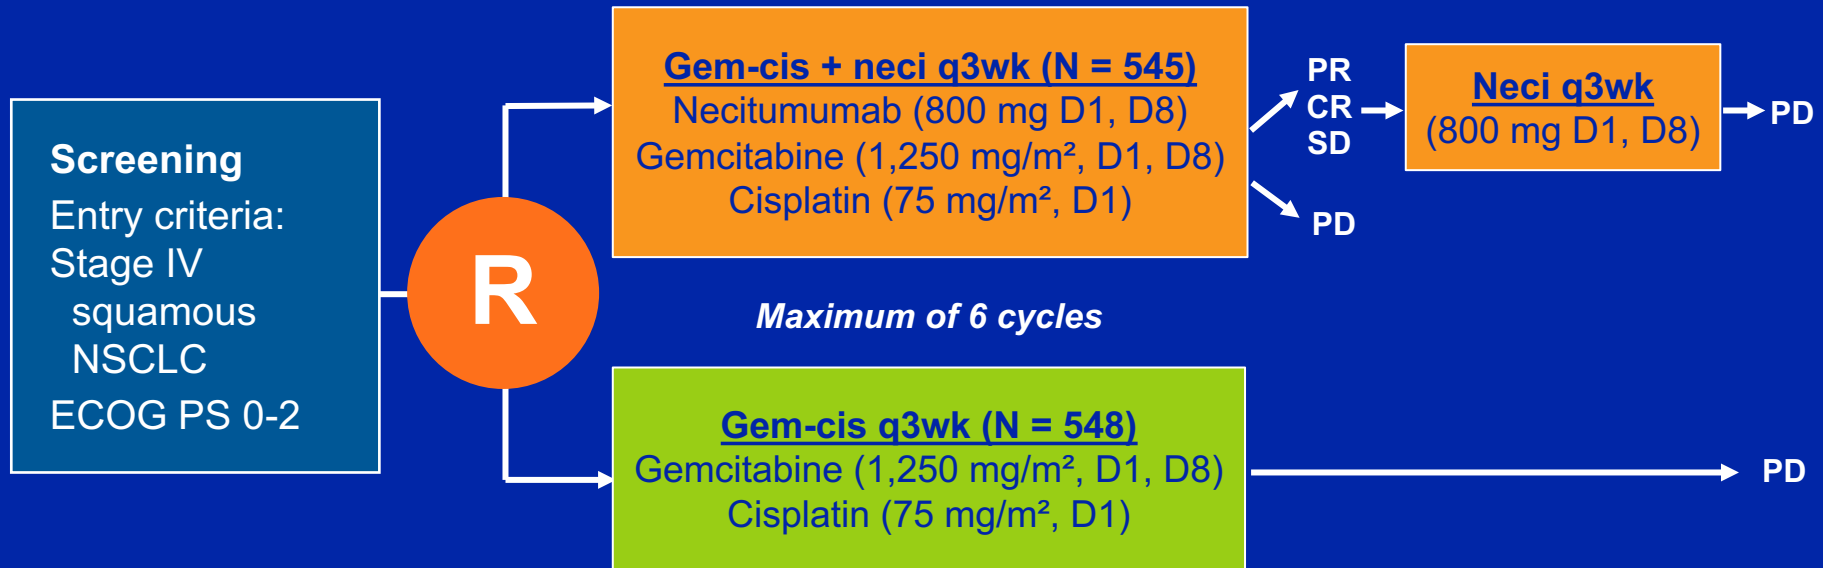 Screening
Entry criteria:
Stage IV
squamous
NSCLC
ECOG PS 0-2
R
Gem-cis + neci q3wk (N = 545)
Necitumumab (800 mg D1, D8)
Gemcitabine (1,250 mg/m², D1, D8)
Cisplatin (75 mg/m², D1)
PR
CR
SD
PD
Neci q3wk
(800 mg D1, D8)
PD
Maximum of 6 cycles
Gem-cis q3wk (N = 548)
Gemcitabine (1,250 mg/m², D1, D8)
Cisplatin (75 mg/m², D1)
PD